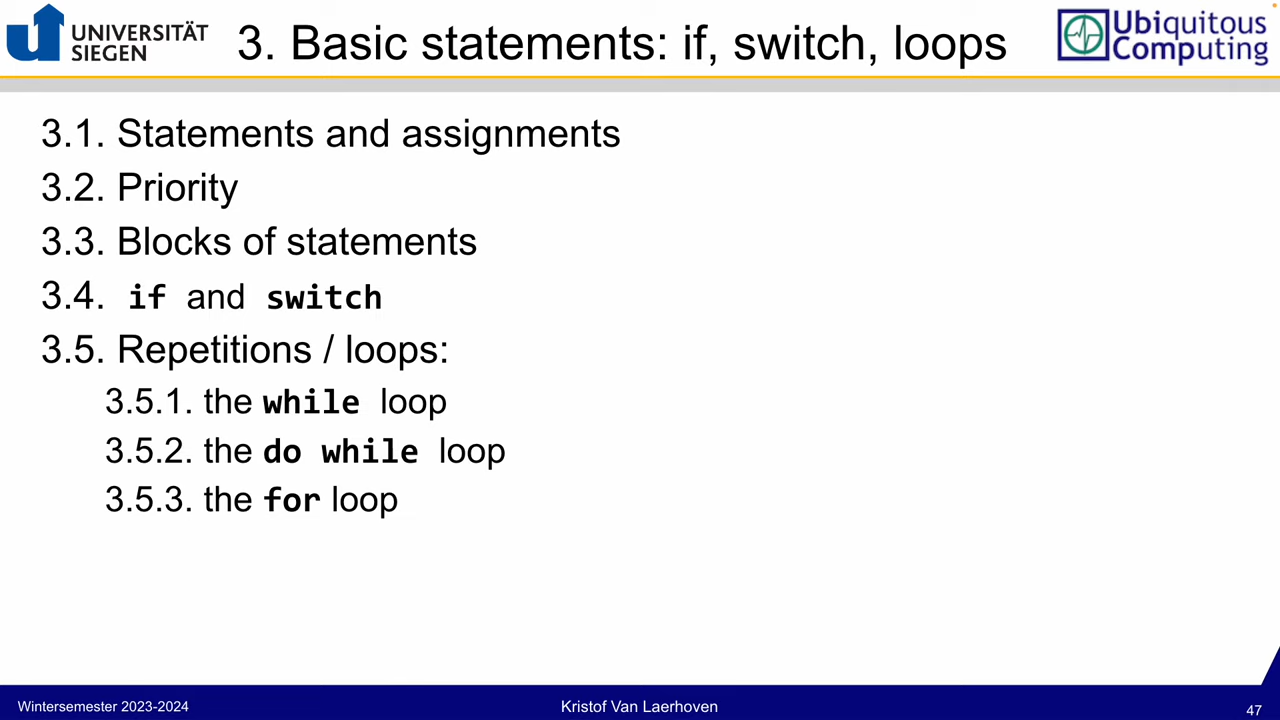 UNIVERSITÄT
SIEGEN
3. Basic statements: if, switch, loops
Ubiquitous
Computing
3.1. Statements and assignments
3.2. Priority
3.3. Blocks of statements
3.4. if and switch
3.5. Repetitions / loops:
3.5.1. the while loop
3.5.2. the do while loop
3.5.3. the for loop
Wintersemester 2023-2024
Kristof Van Laerhoven
47